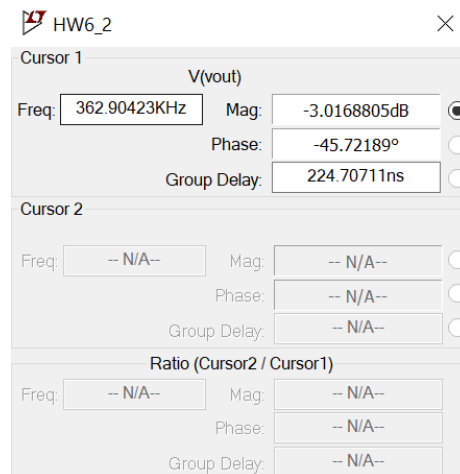 HW6_2
Cursor 1
V(vout)
Freq: 362.90423KHz Mag: -3.0168805dB
Phase: -45.72189°
Group Delay: 224.70711ns
Cursor 2
Freq: -- N/A-- Mag: -- N/A--
Phase: -- N/A--
Group Delay: -- N/A--
Ratio (Cursor2 / Cursor1)
Freq: -- N/A-- Mag: -- N/A--
Phase: -- N/A--
Group Delay: -- N/A--